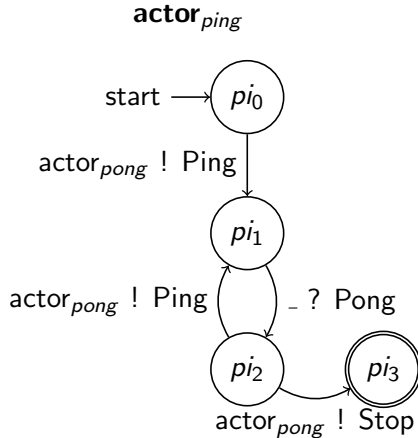 actor_ping
start pi_0
actor_pong ! Ping
pi_1
actor_pong ! Ping _ ? Pong
pi_2 pi_3
actor_pong ! Stop